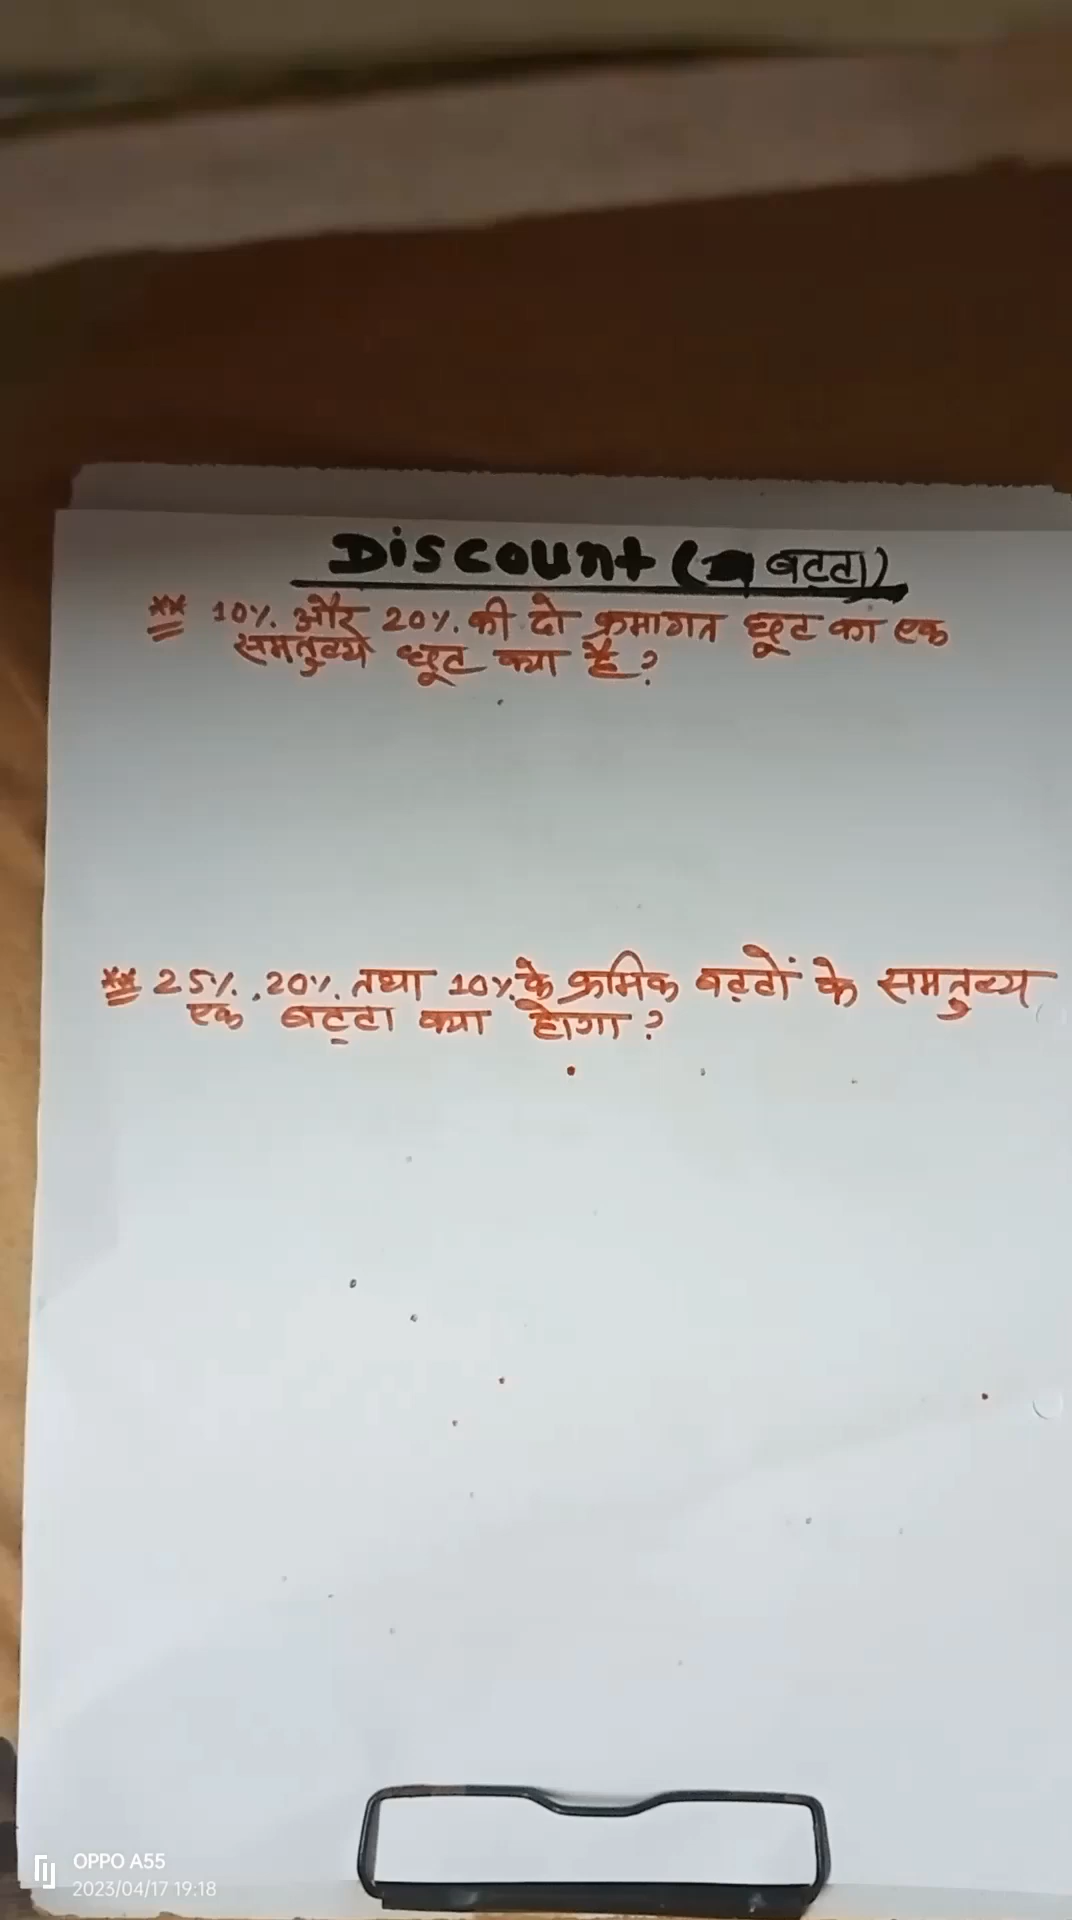 Discount (बट्टा)
** 10%. और 20%. की दो क्रमागत छूट का एक
समतुल्य छूट क्या है?
** 25%, 20%. तथा 10%. के क्रमिक बट्टों के समतुल्य
एक बट्टा क्या होगा?
OPPO A55
2023/04/17 19:18